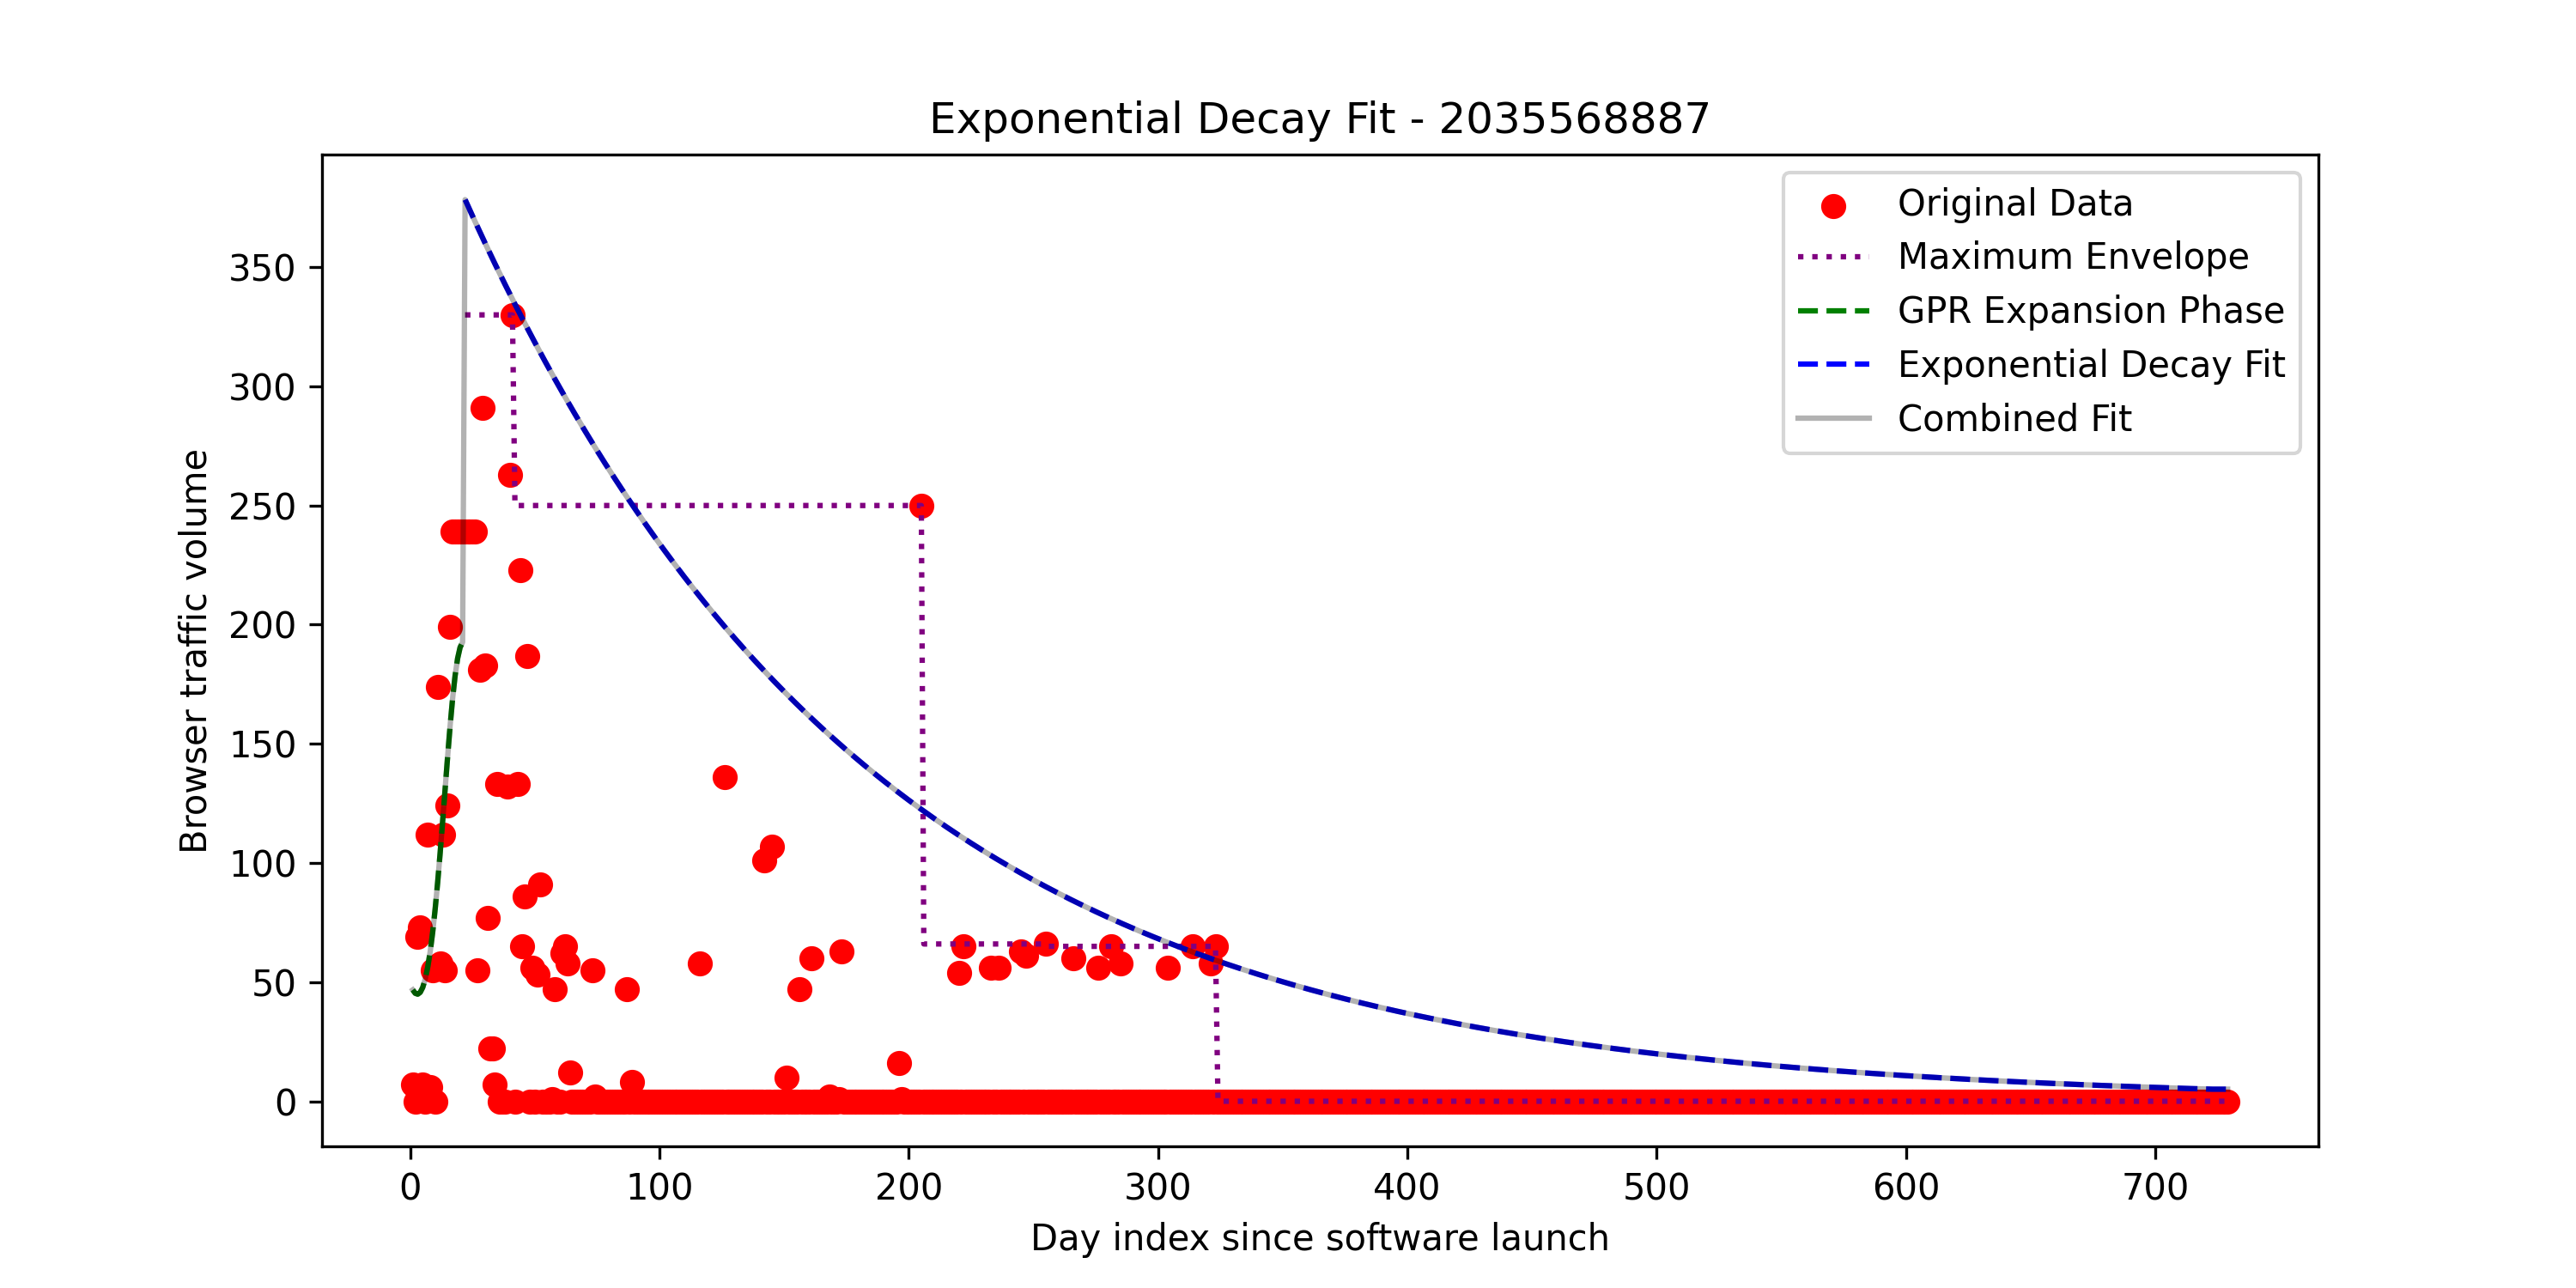 Exponential Decay Fit - 2035568887
Original Data
Maximum Envelope
GPR Expansion Phase
Exponential Decay Fit
Combined Fit
Browser traffic volume
350
300
250
200
150
100
50
0
0 100 200 300 400 500 600 700
Day index since software launch